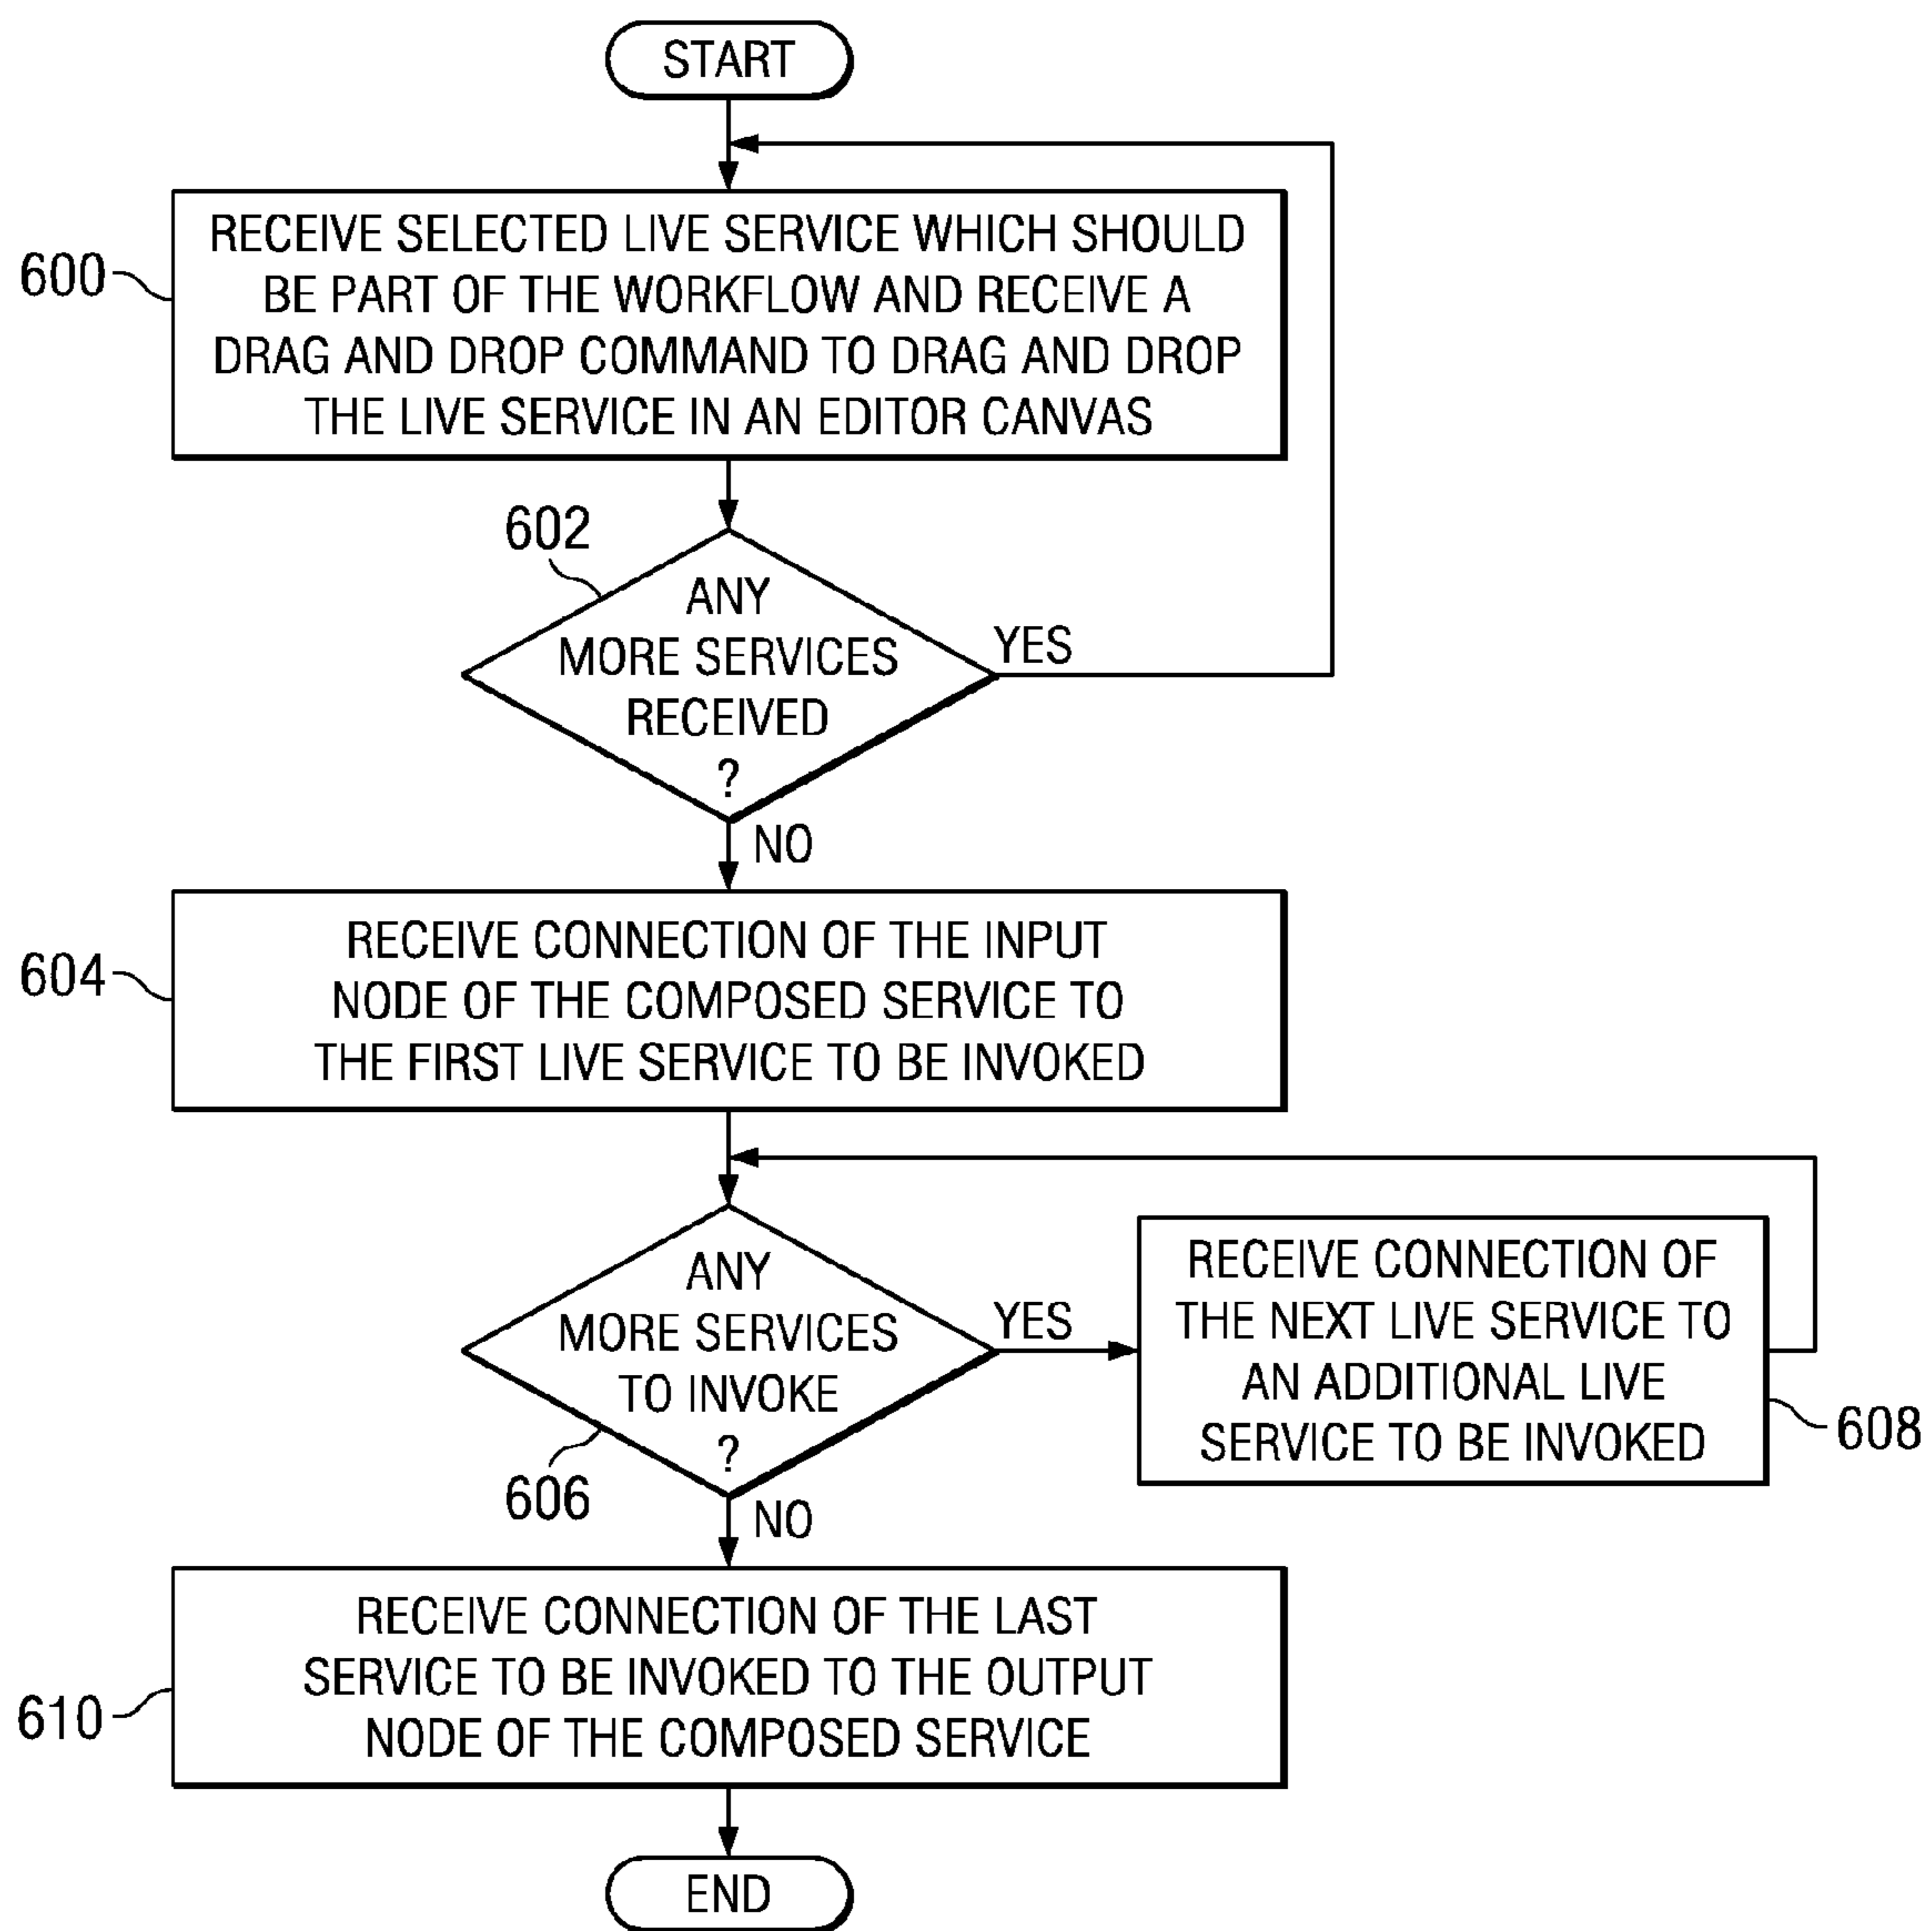 START
600
RECEIVE SELECTED LIVE SERVICE WHICH SHOULD
BE PART OF THE WORKFLOW AND RECEIVE A
DRAG AND DROP COMMAND TO DRAG AND DROP
THE LIVE SERVICE IN AN EDITOR CANVAS
602
ANY
MORE SERVICES
RECEIVED
?
YES
NO
604
RECEIVE CONNECTION OF THE INPUT
NODE OF THE COMPOSED SERVICE TO
THE FIRST LIVE SERVICE TO BE INVOKED
ANY
MORE SERVICES
TO INVOKE
?
606
YES
RECEIVE CONNECTION OF
THE NEXT LIVE SERVICE TO
AN ADDITIONAL LIVE
SERVICE TO BE INVOKED
608
NO
610
RECEIVE CONNECTION OF THE LAST
SERVICE TO BE INVOKED TO THE OUTPUT
NODE OF THE COMPOSED SERVICE
END